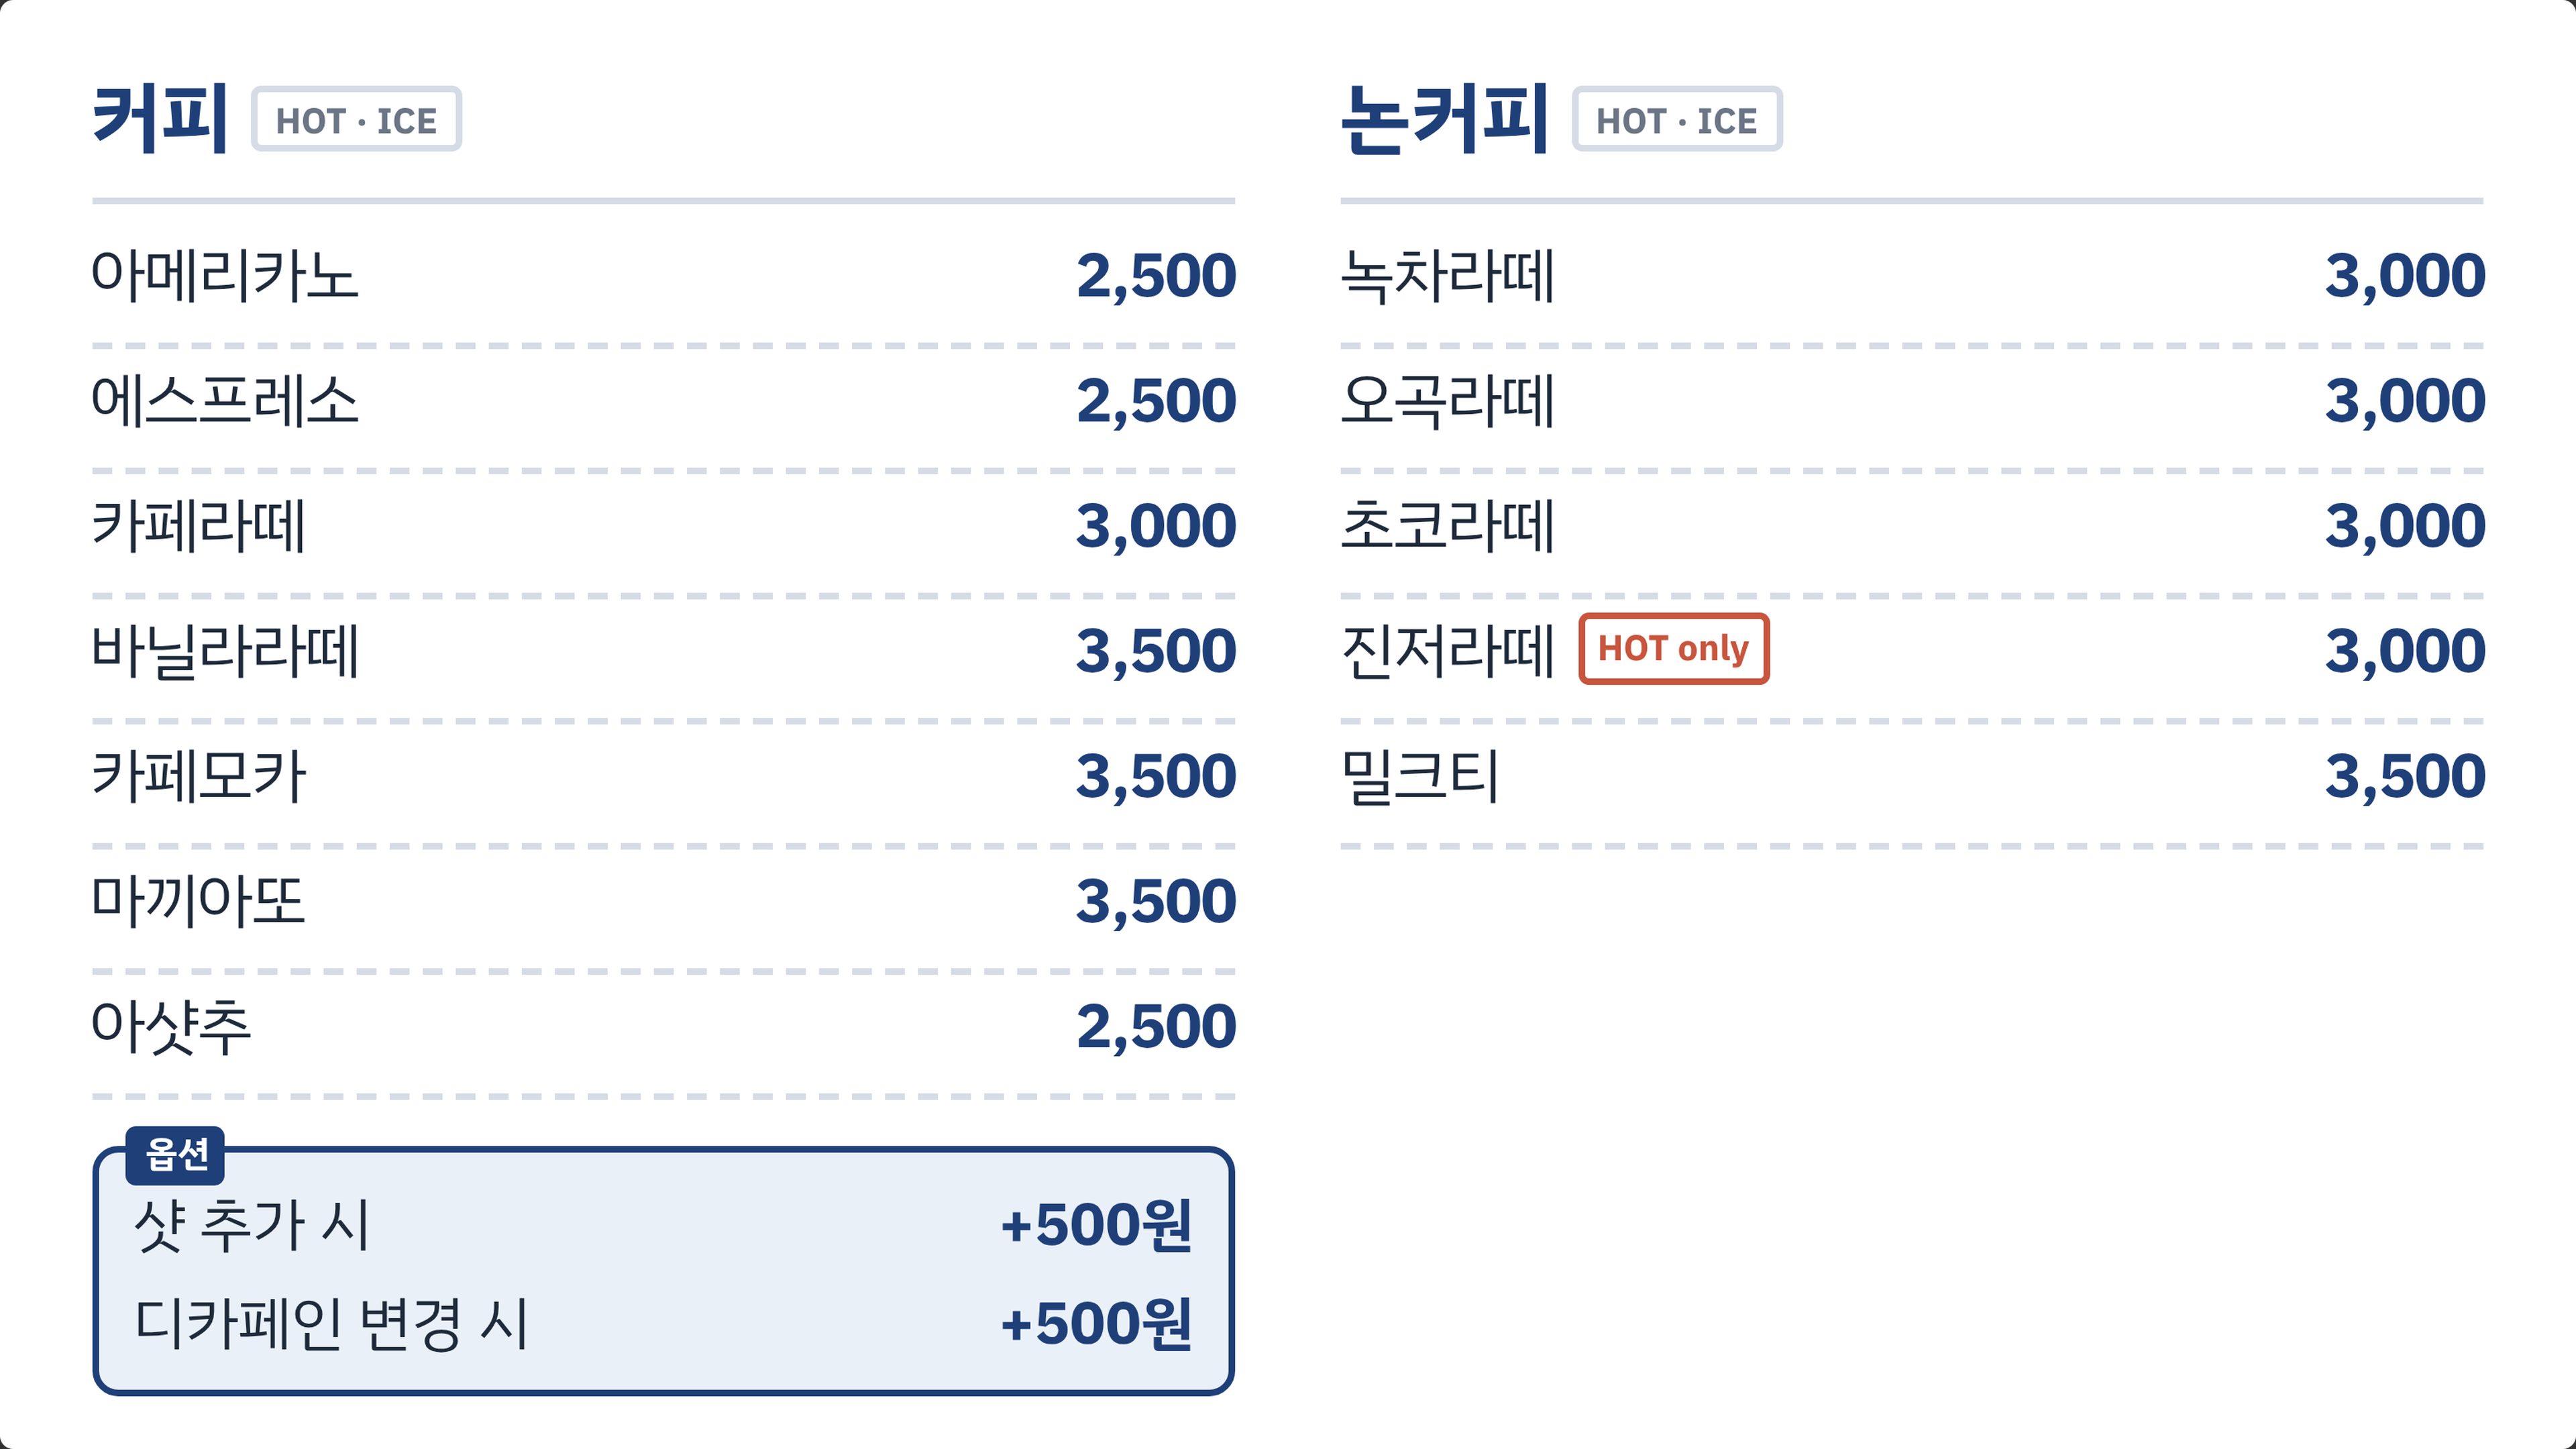 커피 HOT · ICE
아메리카노 2,500
에스프레소 2,500
카페라떼 3,000
바닐라라떼 3,500
카페모카 3,500
마끼아또 3,500
아샷추 2,500
옵션
샷 추가 시 +500원
디카페인 변경 시 +500원
논커피 HOT · ICE
녹차라떼 3,000
오곡라떼 3,000
초코라떼 3,000
진저라떼 HOT only 3,000
밀크티 3,500